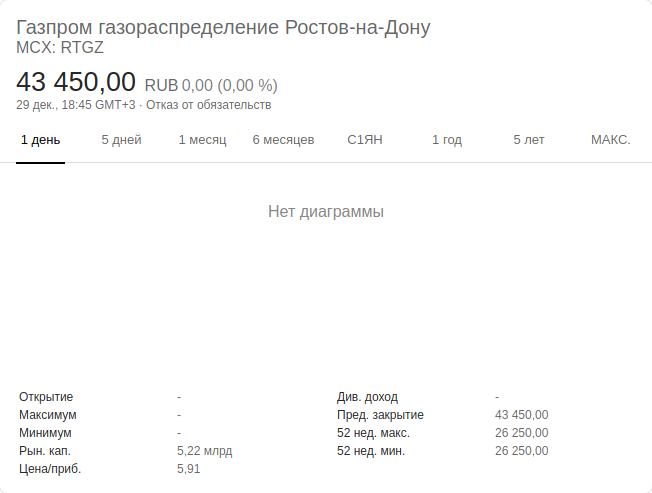 Газпром газораспределение Ростов-на-Дону
MCX: RTGZ
43 450,00 RUB 0,00 (0,00 %)
29 дек., 18:45 GMT+3 · Отказ от обязательств
1 день 5 дней 1 месяц 6 месяцев С1ЯН 1 год 5 лет МАКС.
Нет диаграммы
Открытие - Див. доход -
Максимум - Пред. закрытие 43 450,00
Минимум - 52 нед. макс. 26 250,00
Рын. кап. 5,22 млрд 52 нед. мин. 26 250,00
Цена/приб. 5,91